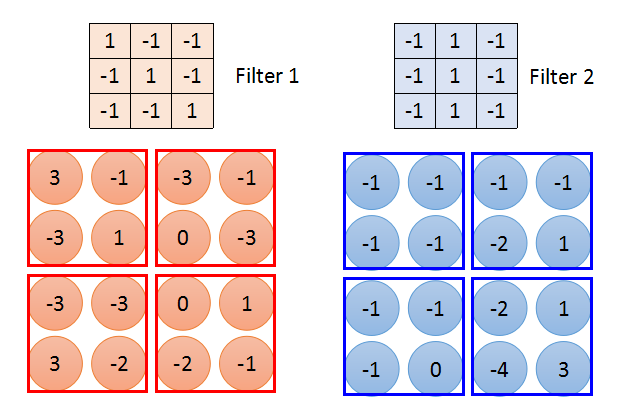 1 -1 -1
-1 1 -1
-1 -1 1
Filter 1
-1 1 -1
-1 1 -1
-1 1 -1
Filter 2
3 -1 -3 -1
-3 1 0 -3
-3 -3 0 1
3 -2 -2 -1
-1 -1 -1 -1
-1 -1 -2 1
-1 -1 -2 1
-1 0 -4 3